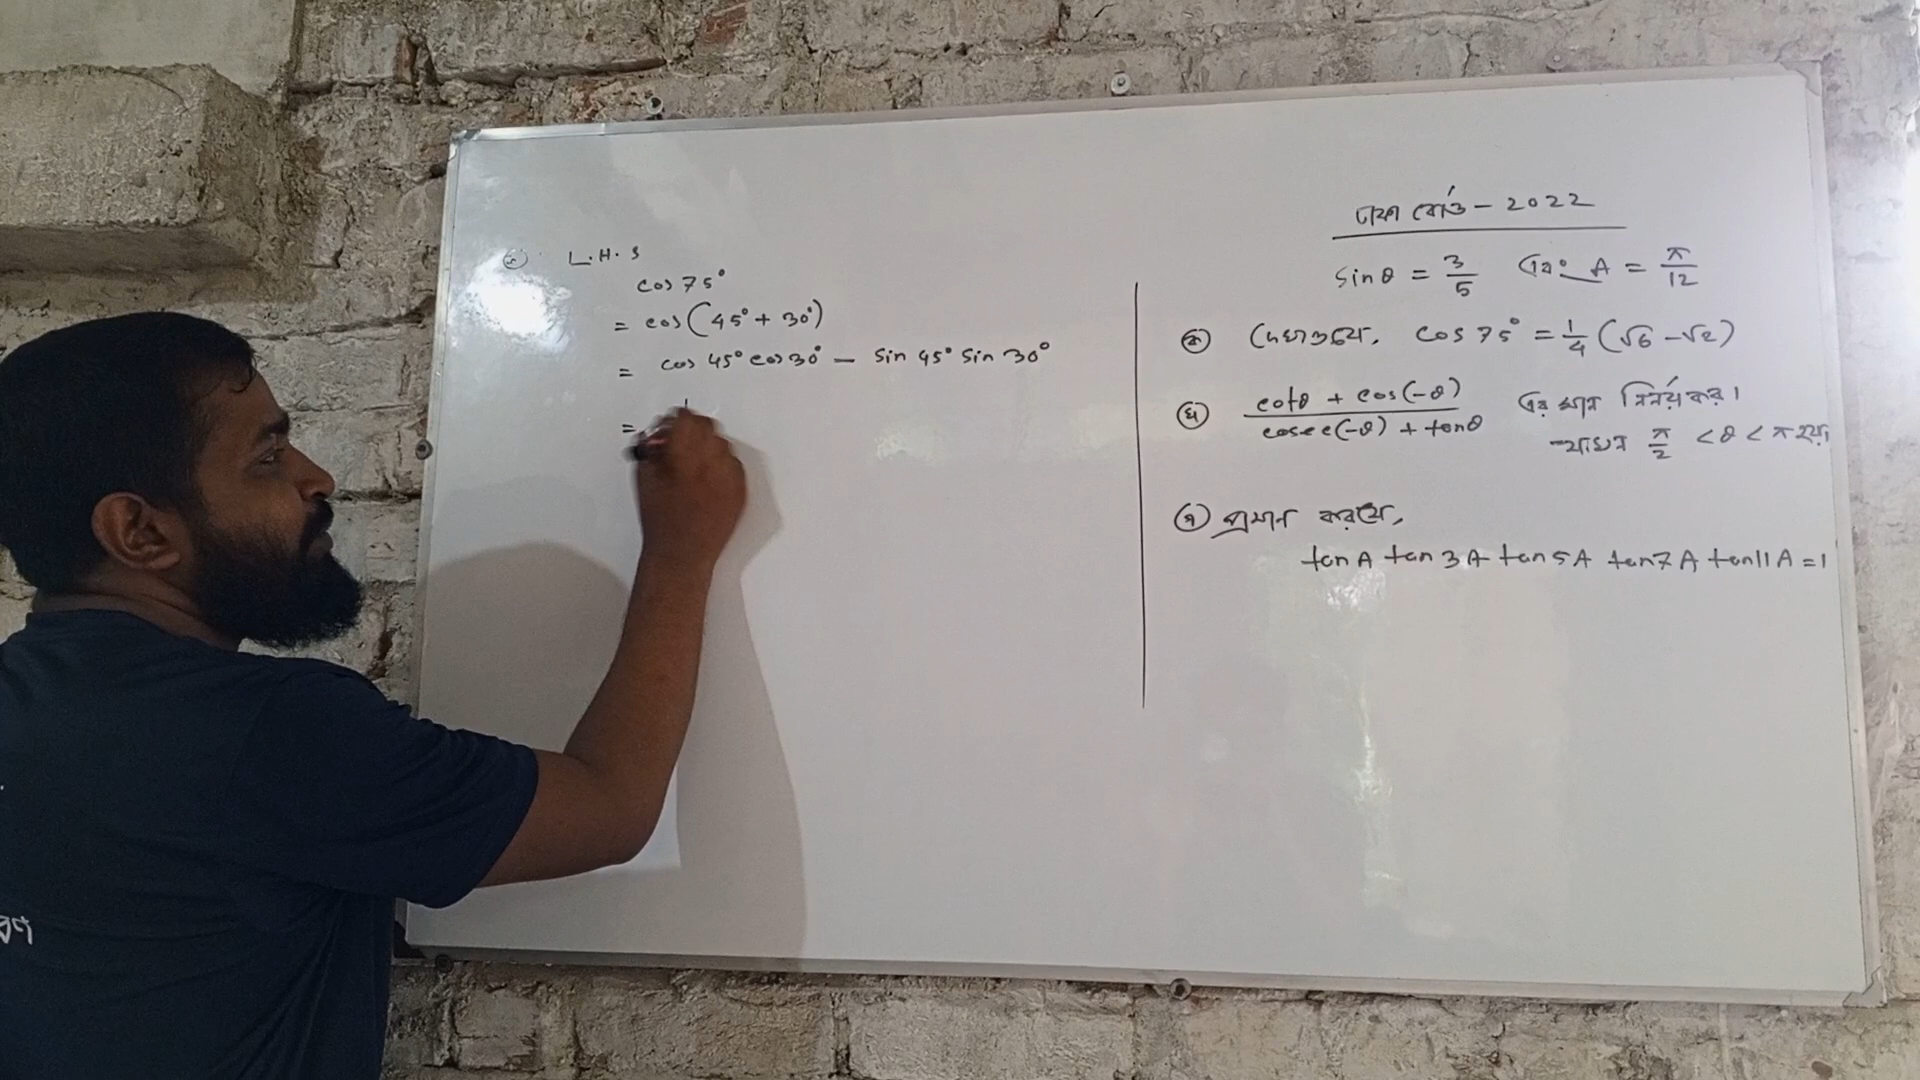 ক L.H.S
cos 75°
= cos (45° + 30°)
= cos 45° cos 30° − sin 45° sin 30°
=
ঢাকা বোর্ড - 2022
sinθ = 3/5 এবং A = π/12
ক দেখাও যে, cos 75° = 1/4 (√6 − √2)
খ (cotθ + cos(−θ))/(cosec(−θ) + tanθ) এর মান নির্ণয় কর।
যখন π/2 < θ < π হয়।
গ প্রমাণ কর যে,
tan A tan 3A tan 5A tan 7A tan 11A = 1